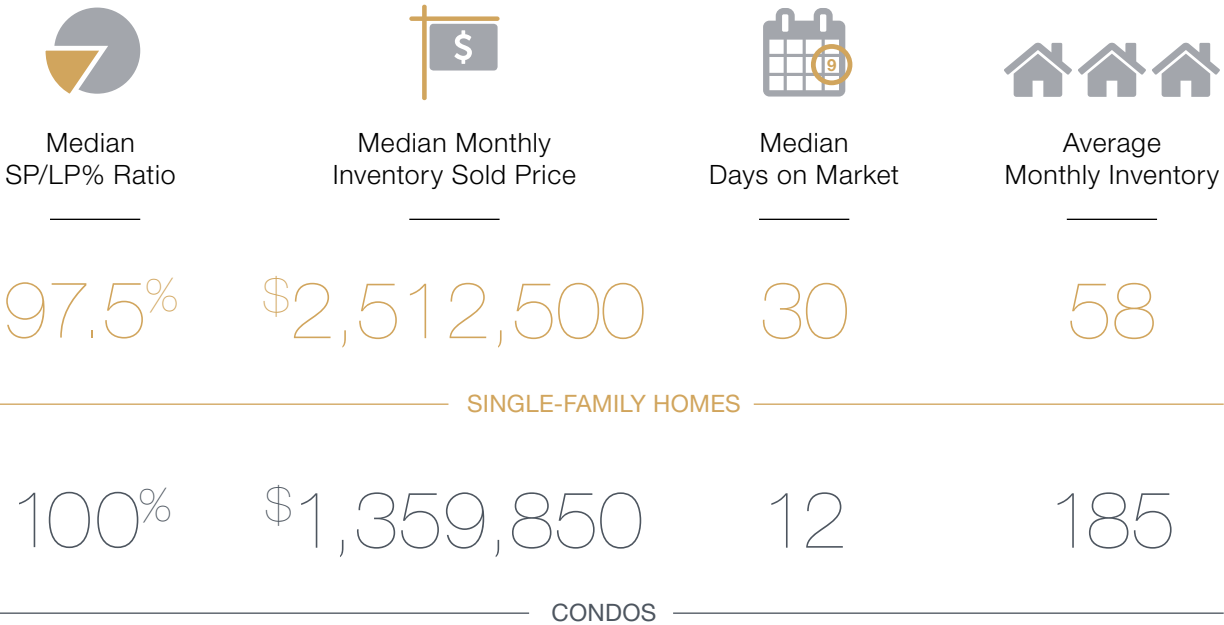 $
9
Median
SP/LP% Ratio
Median Monthly
Inventory Sold Price
Median
Days on Market
Average
Monthly Inventory
97.5%
$2,512,500
30
58
SINGLE-FAMILY HOMES
100%
$1,359,850
12
185
CONDOS